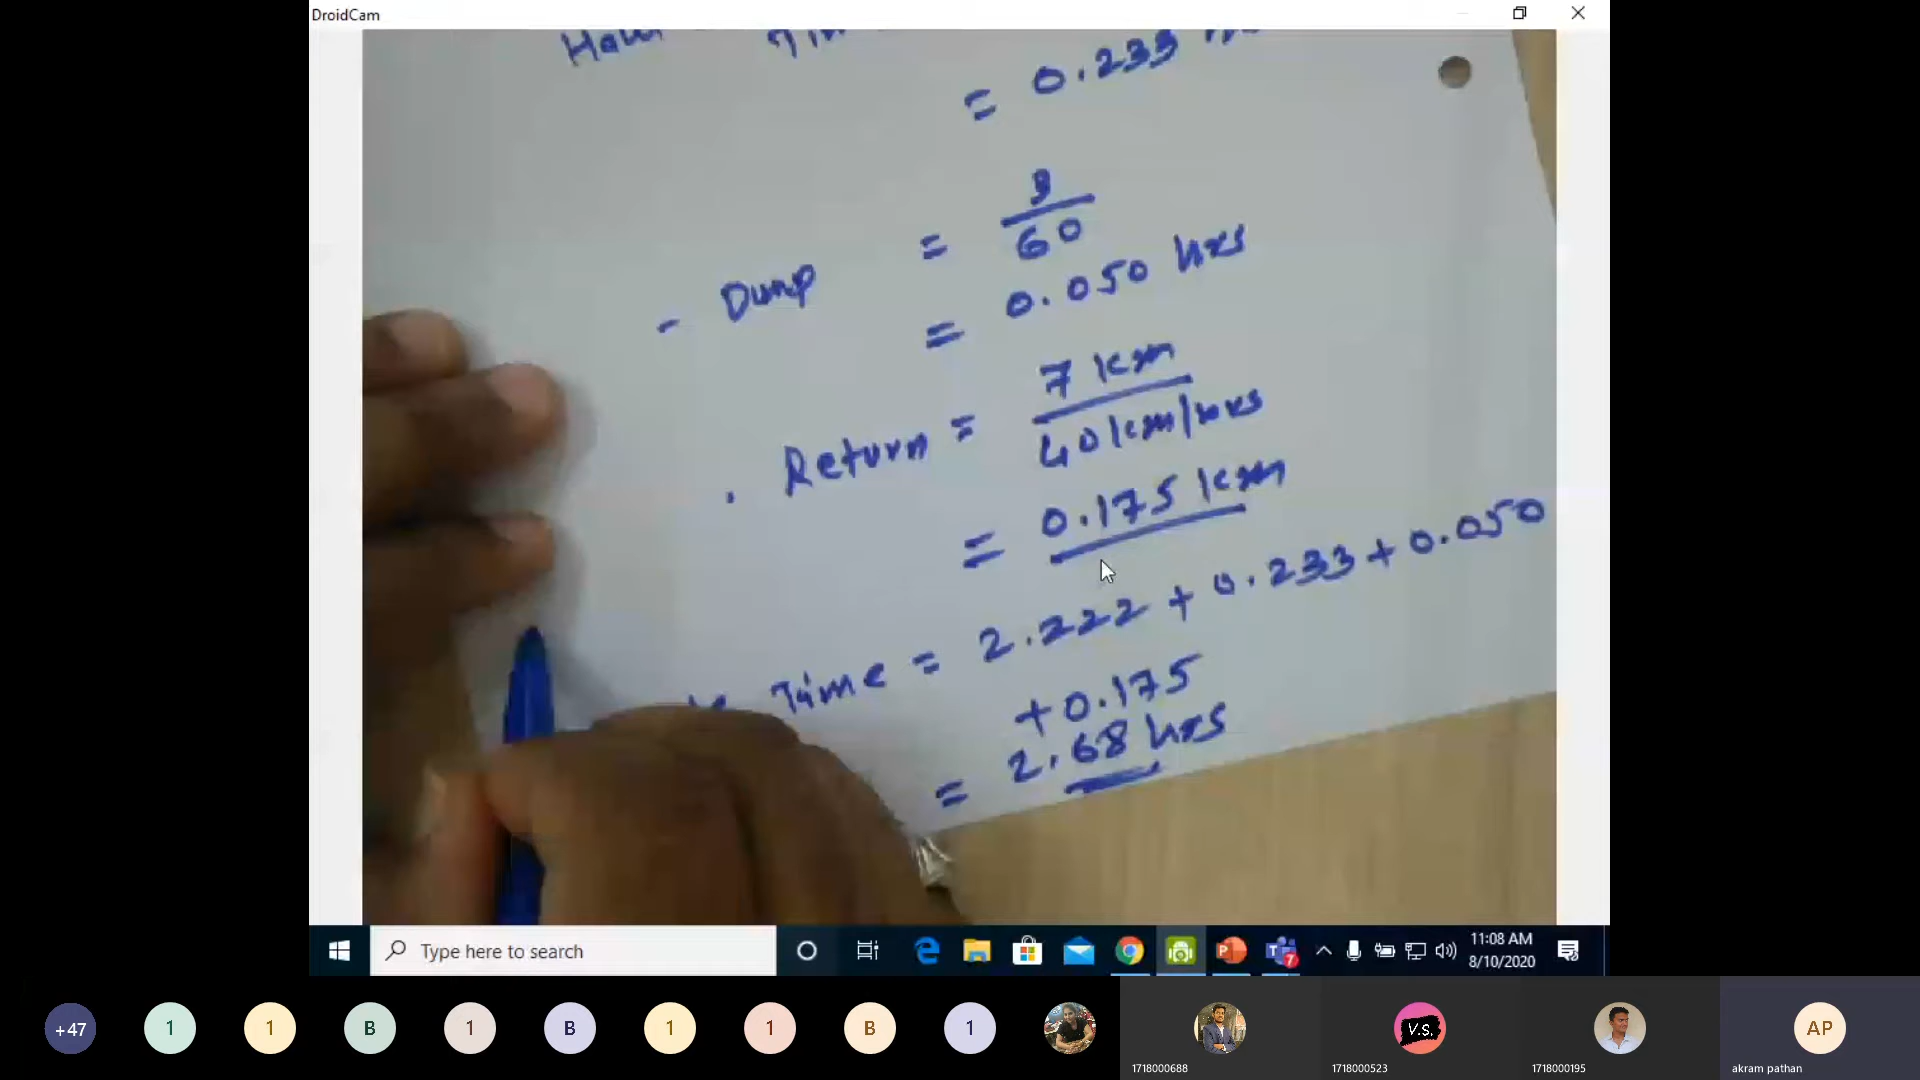 DroidCam
= 0.233
= 3/60
- Dump
= 0.050 hrs
. Return = 7 km / 40 km/hrs
= 0.175 km
Time = 2.222 + 0.233 + 0.050
+ 0.175
= 2.68 hrs
Type here to search
7
11:08 AM
8/10/2020
+47
1
1
B
1
B
1
1
B
1
V.S.
AP
1718000688
1718000523
1718000195
akram pathan